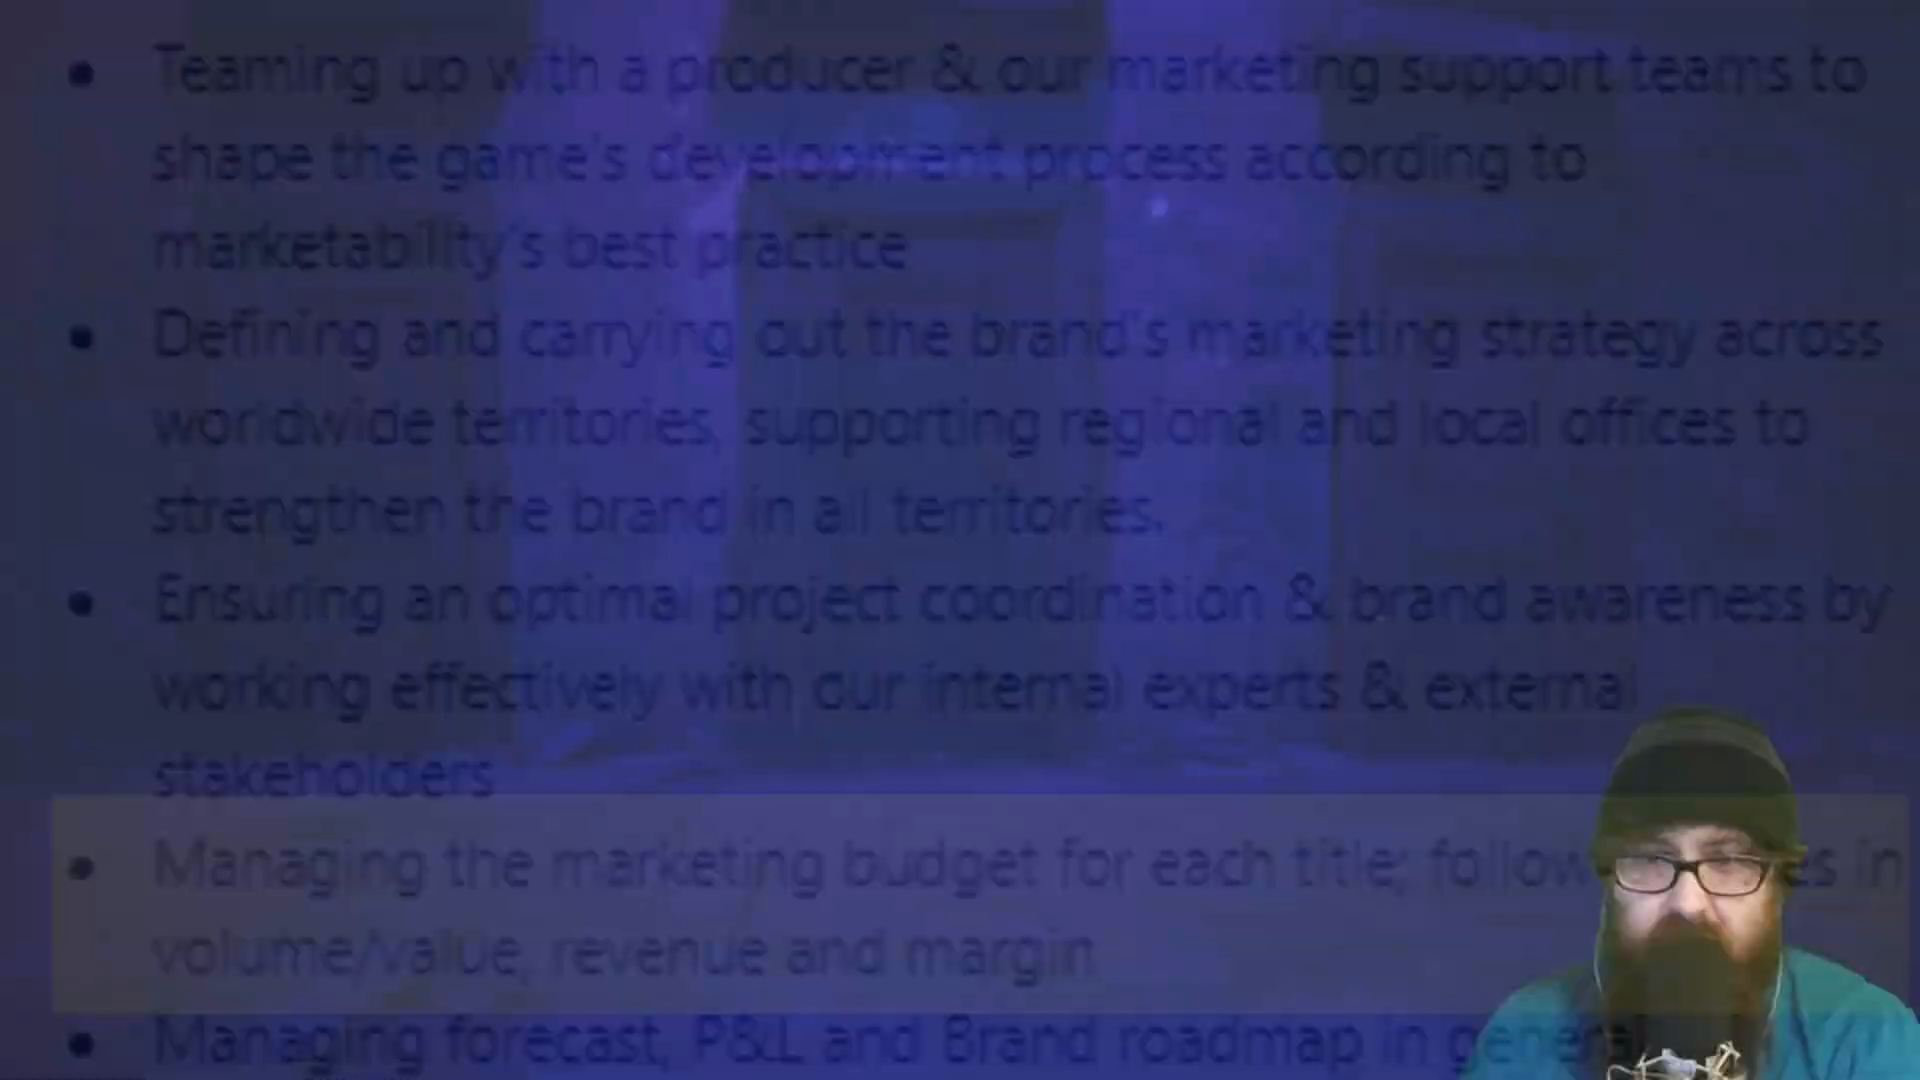 • Teaming up with a producer & our marketing support teams to
shape the game's development process according to
marketability's best practice
• Defining and carrying out the brand's marketing strategy across
worldwide territories, supporting regional and local offices to
strengthen the brand in all territories.
• Ensuring an optimal project coordination & brand awareness by
working effectively with our internal experts & external
stakeholders
• Managing the marketing budget for each title; follow in
volume/value, revenue and margin
• Managing forecast, P&L and Brand roadmap in general